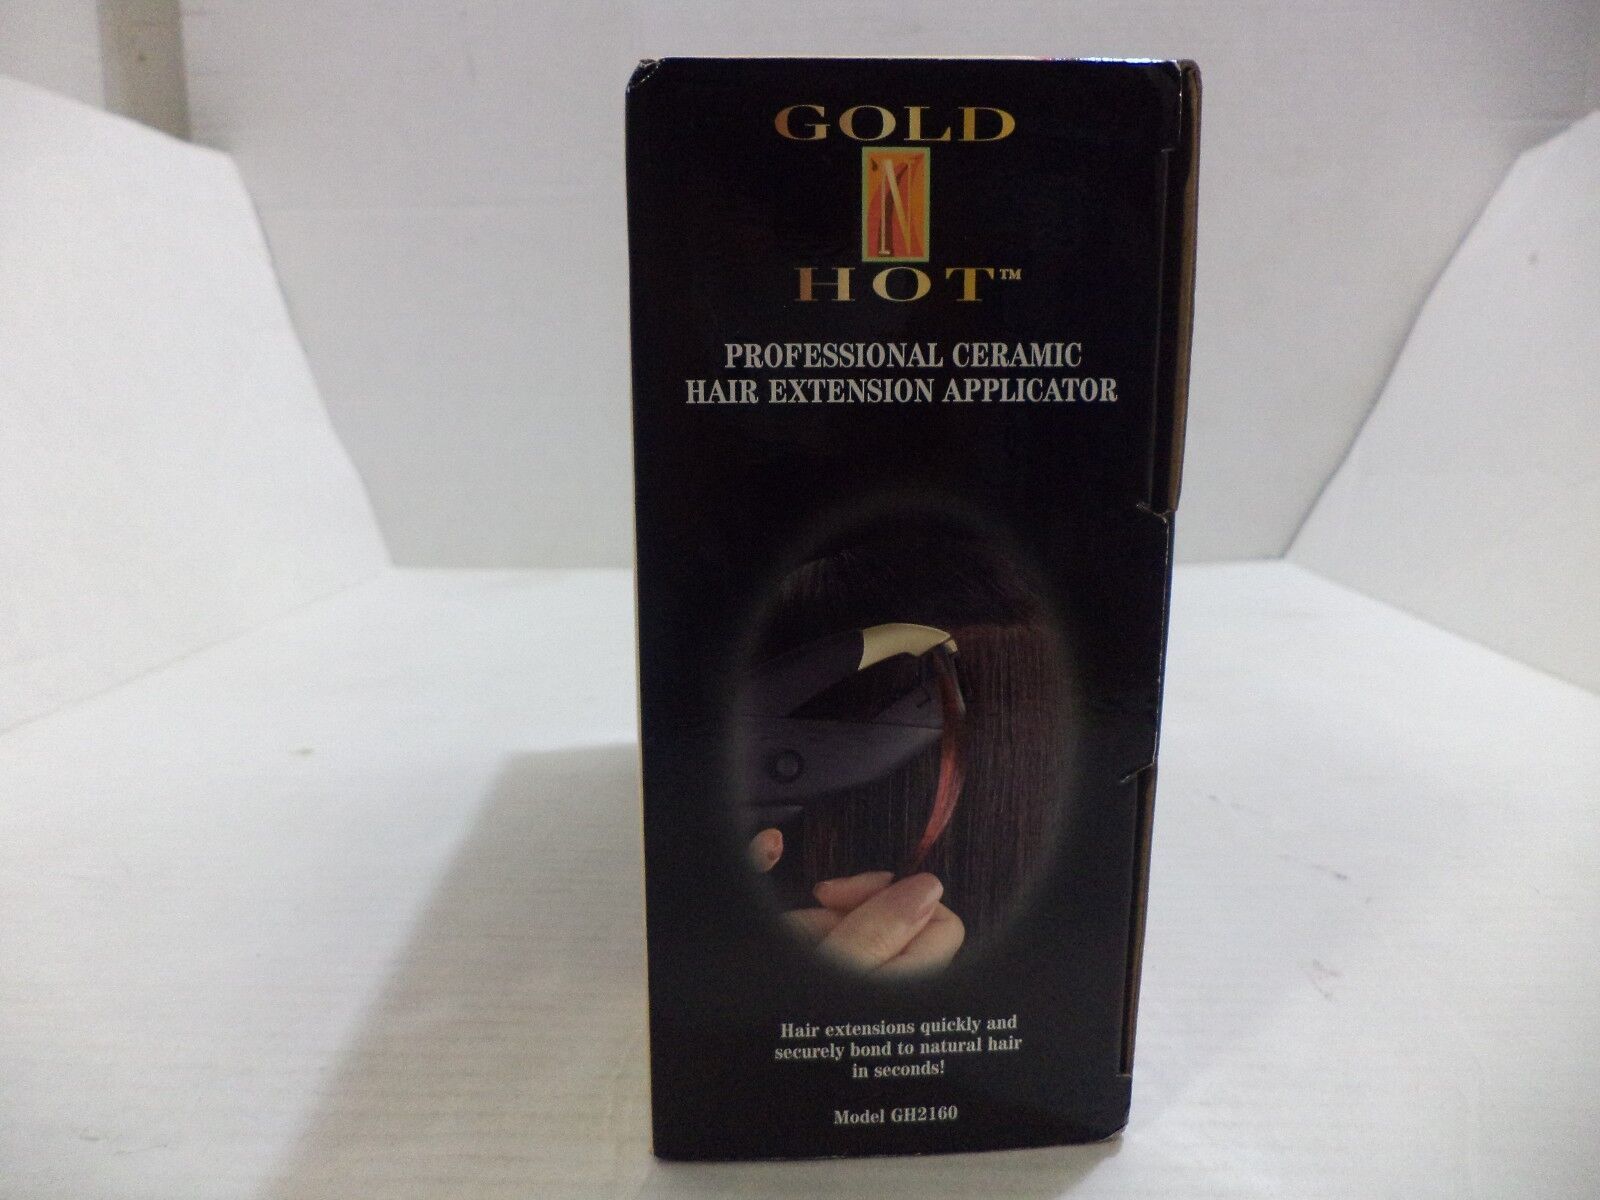 GOLD
N
HOT™
PROFESSIONAL CERAMIC
HAIR EXTENSION APPLICATOR
Hair extensions quickly and
securely bond to natural hair
in seconds!
Model GH2160